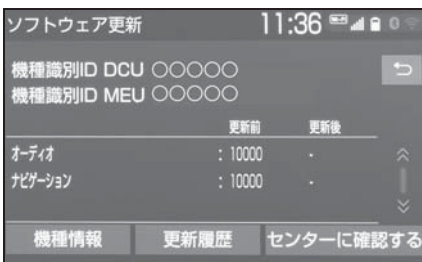 ソフトウェア更新 11:36
機種識別ID DCU ○○○○○
機種識別ID MEU ○○○○○
更新前 更新後
オーディオ : 10000 -
ナビゲーション : 10000 -
機種情報 更新履歴 センターに確認する